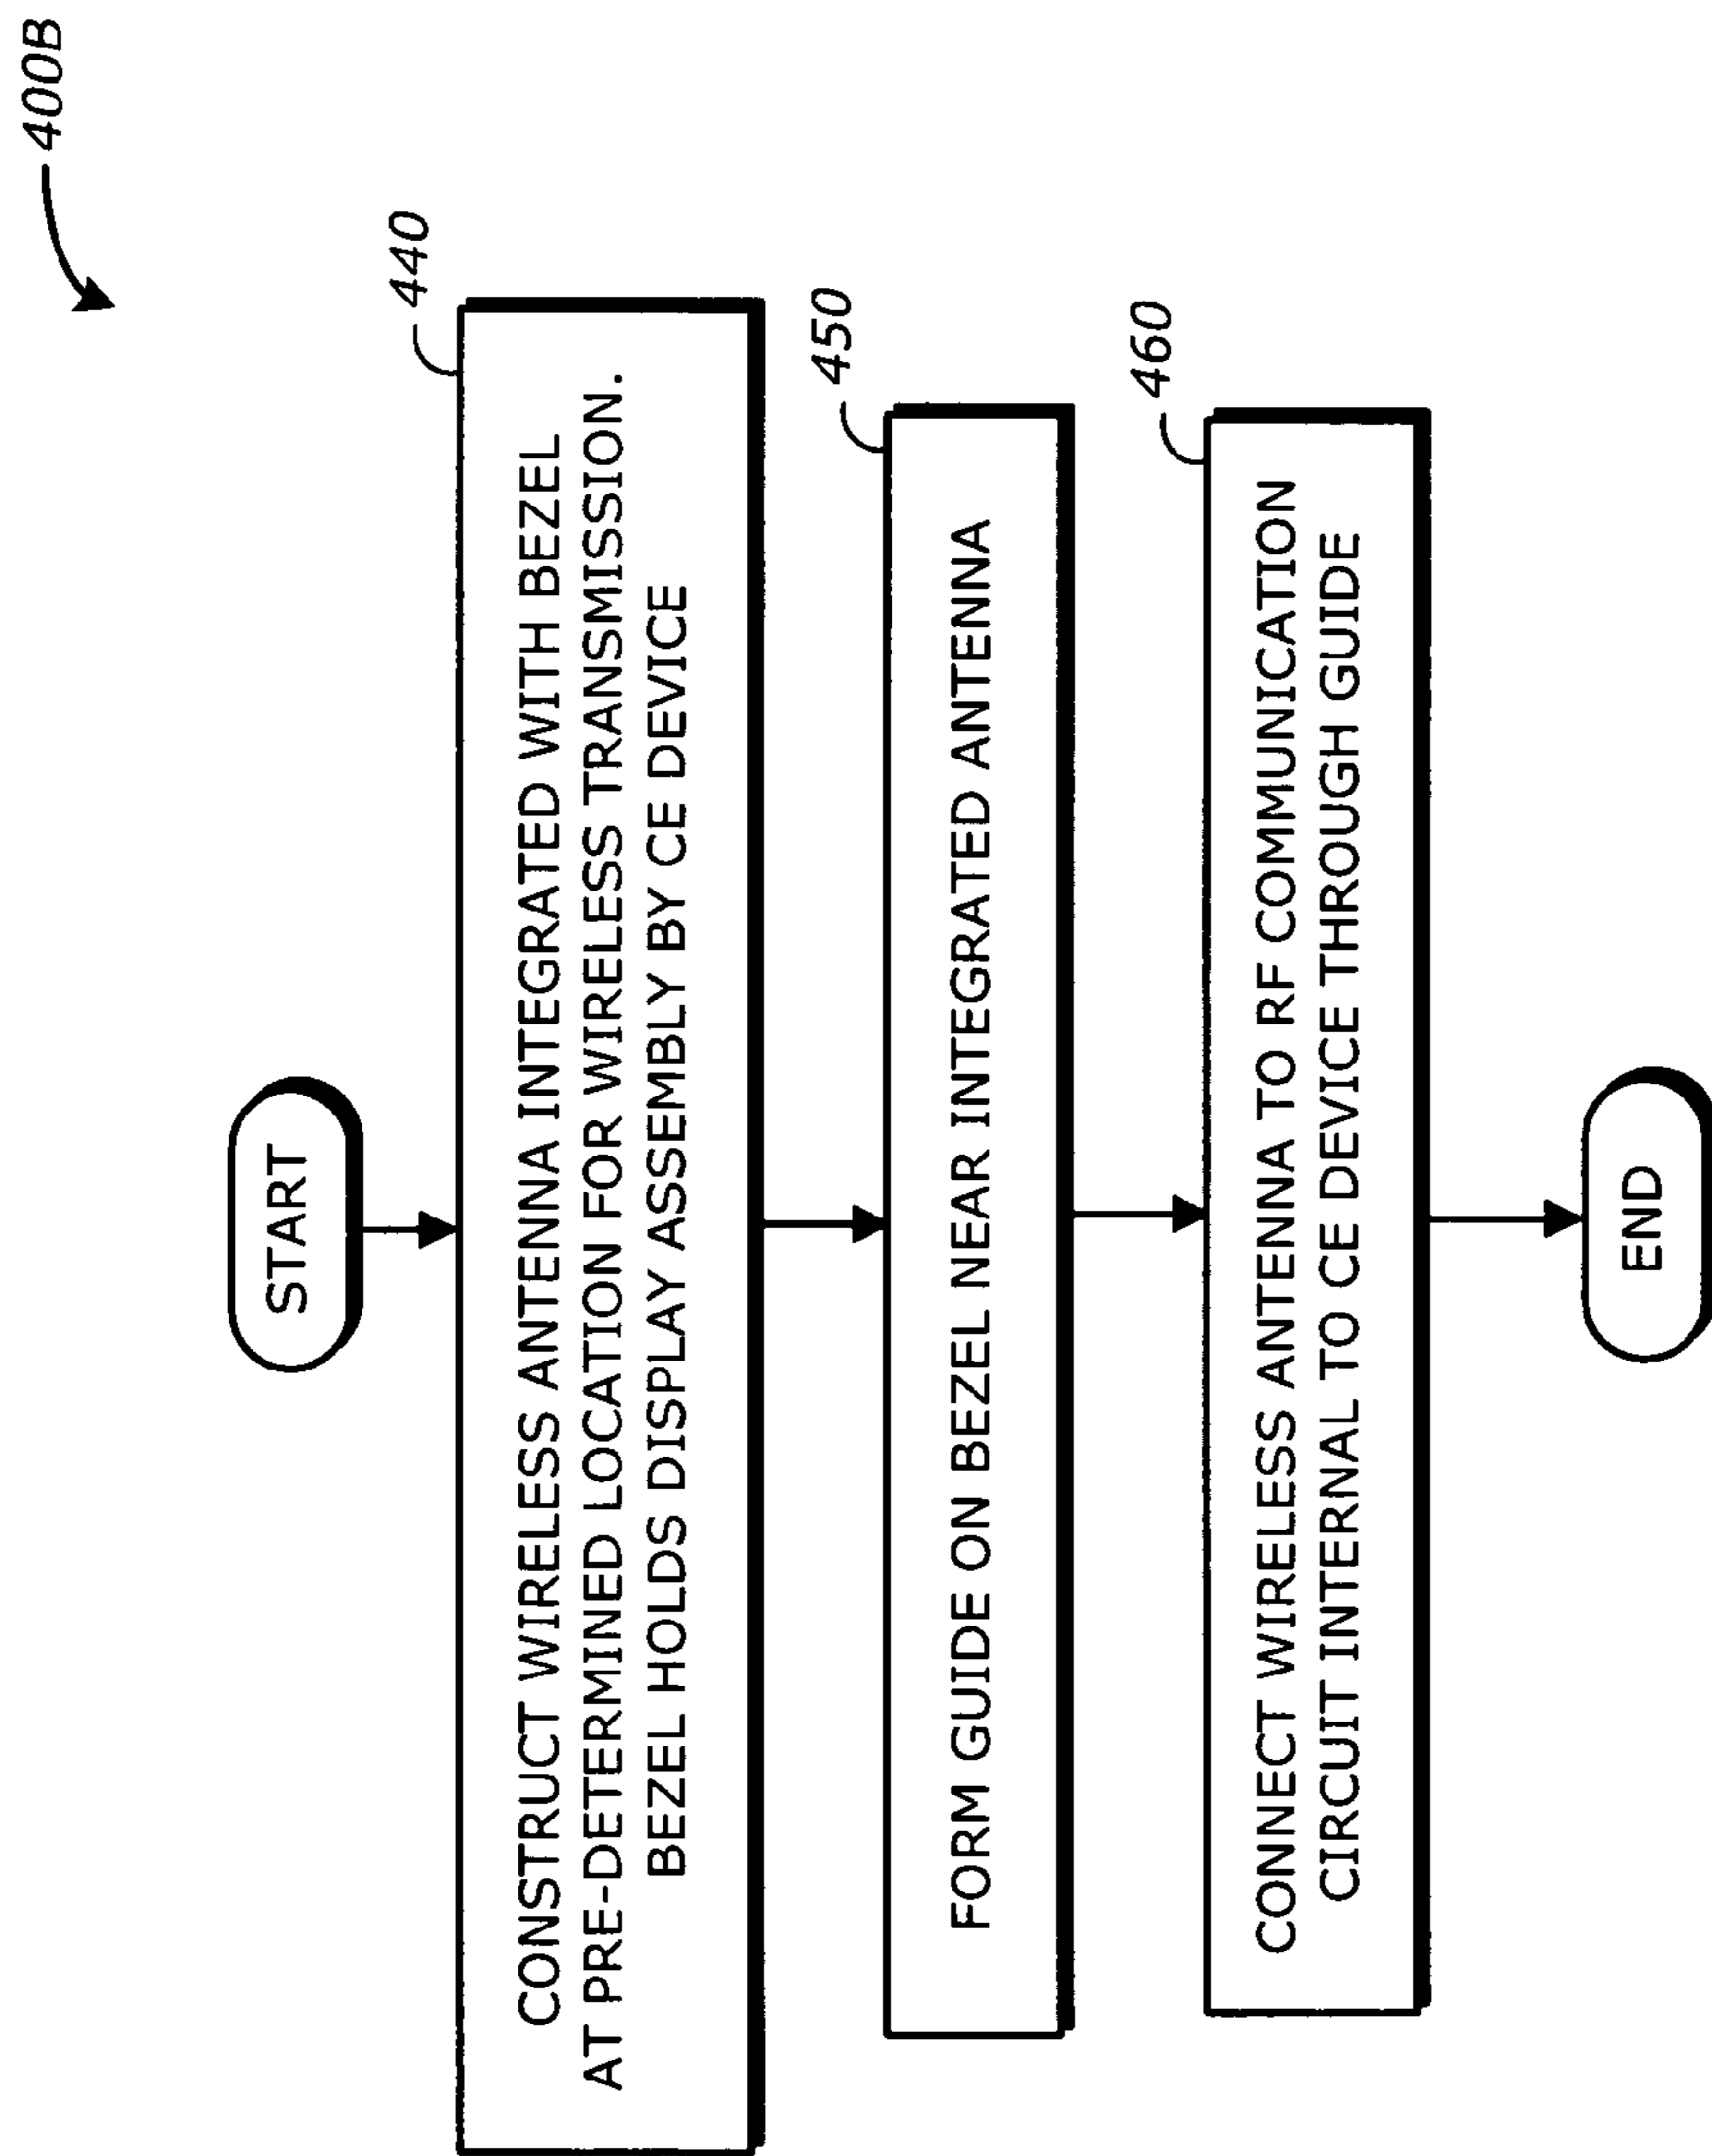 400B
START
440
CONSTRUCT WIRELESS ANTENNA INTEGRATED WITH BEZEL
AT PRE-DETERMINED LOCATION FOR WIRELESS TRANSMISSION.
BEZEL HOLDS DISPLAY ASSEMBLY BY CE DEVICE
450
FORM GUIDE ON BEZEL NEAR INTEGRATED ANTENNA
460
CONNECT WIRELESS ANTENNA TO RF COMMUNICATION
CIRCUIT INTERNAL TO CE DEVICE THROUGH GUIDE
END